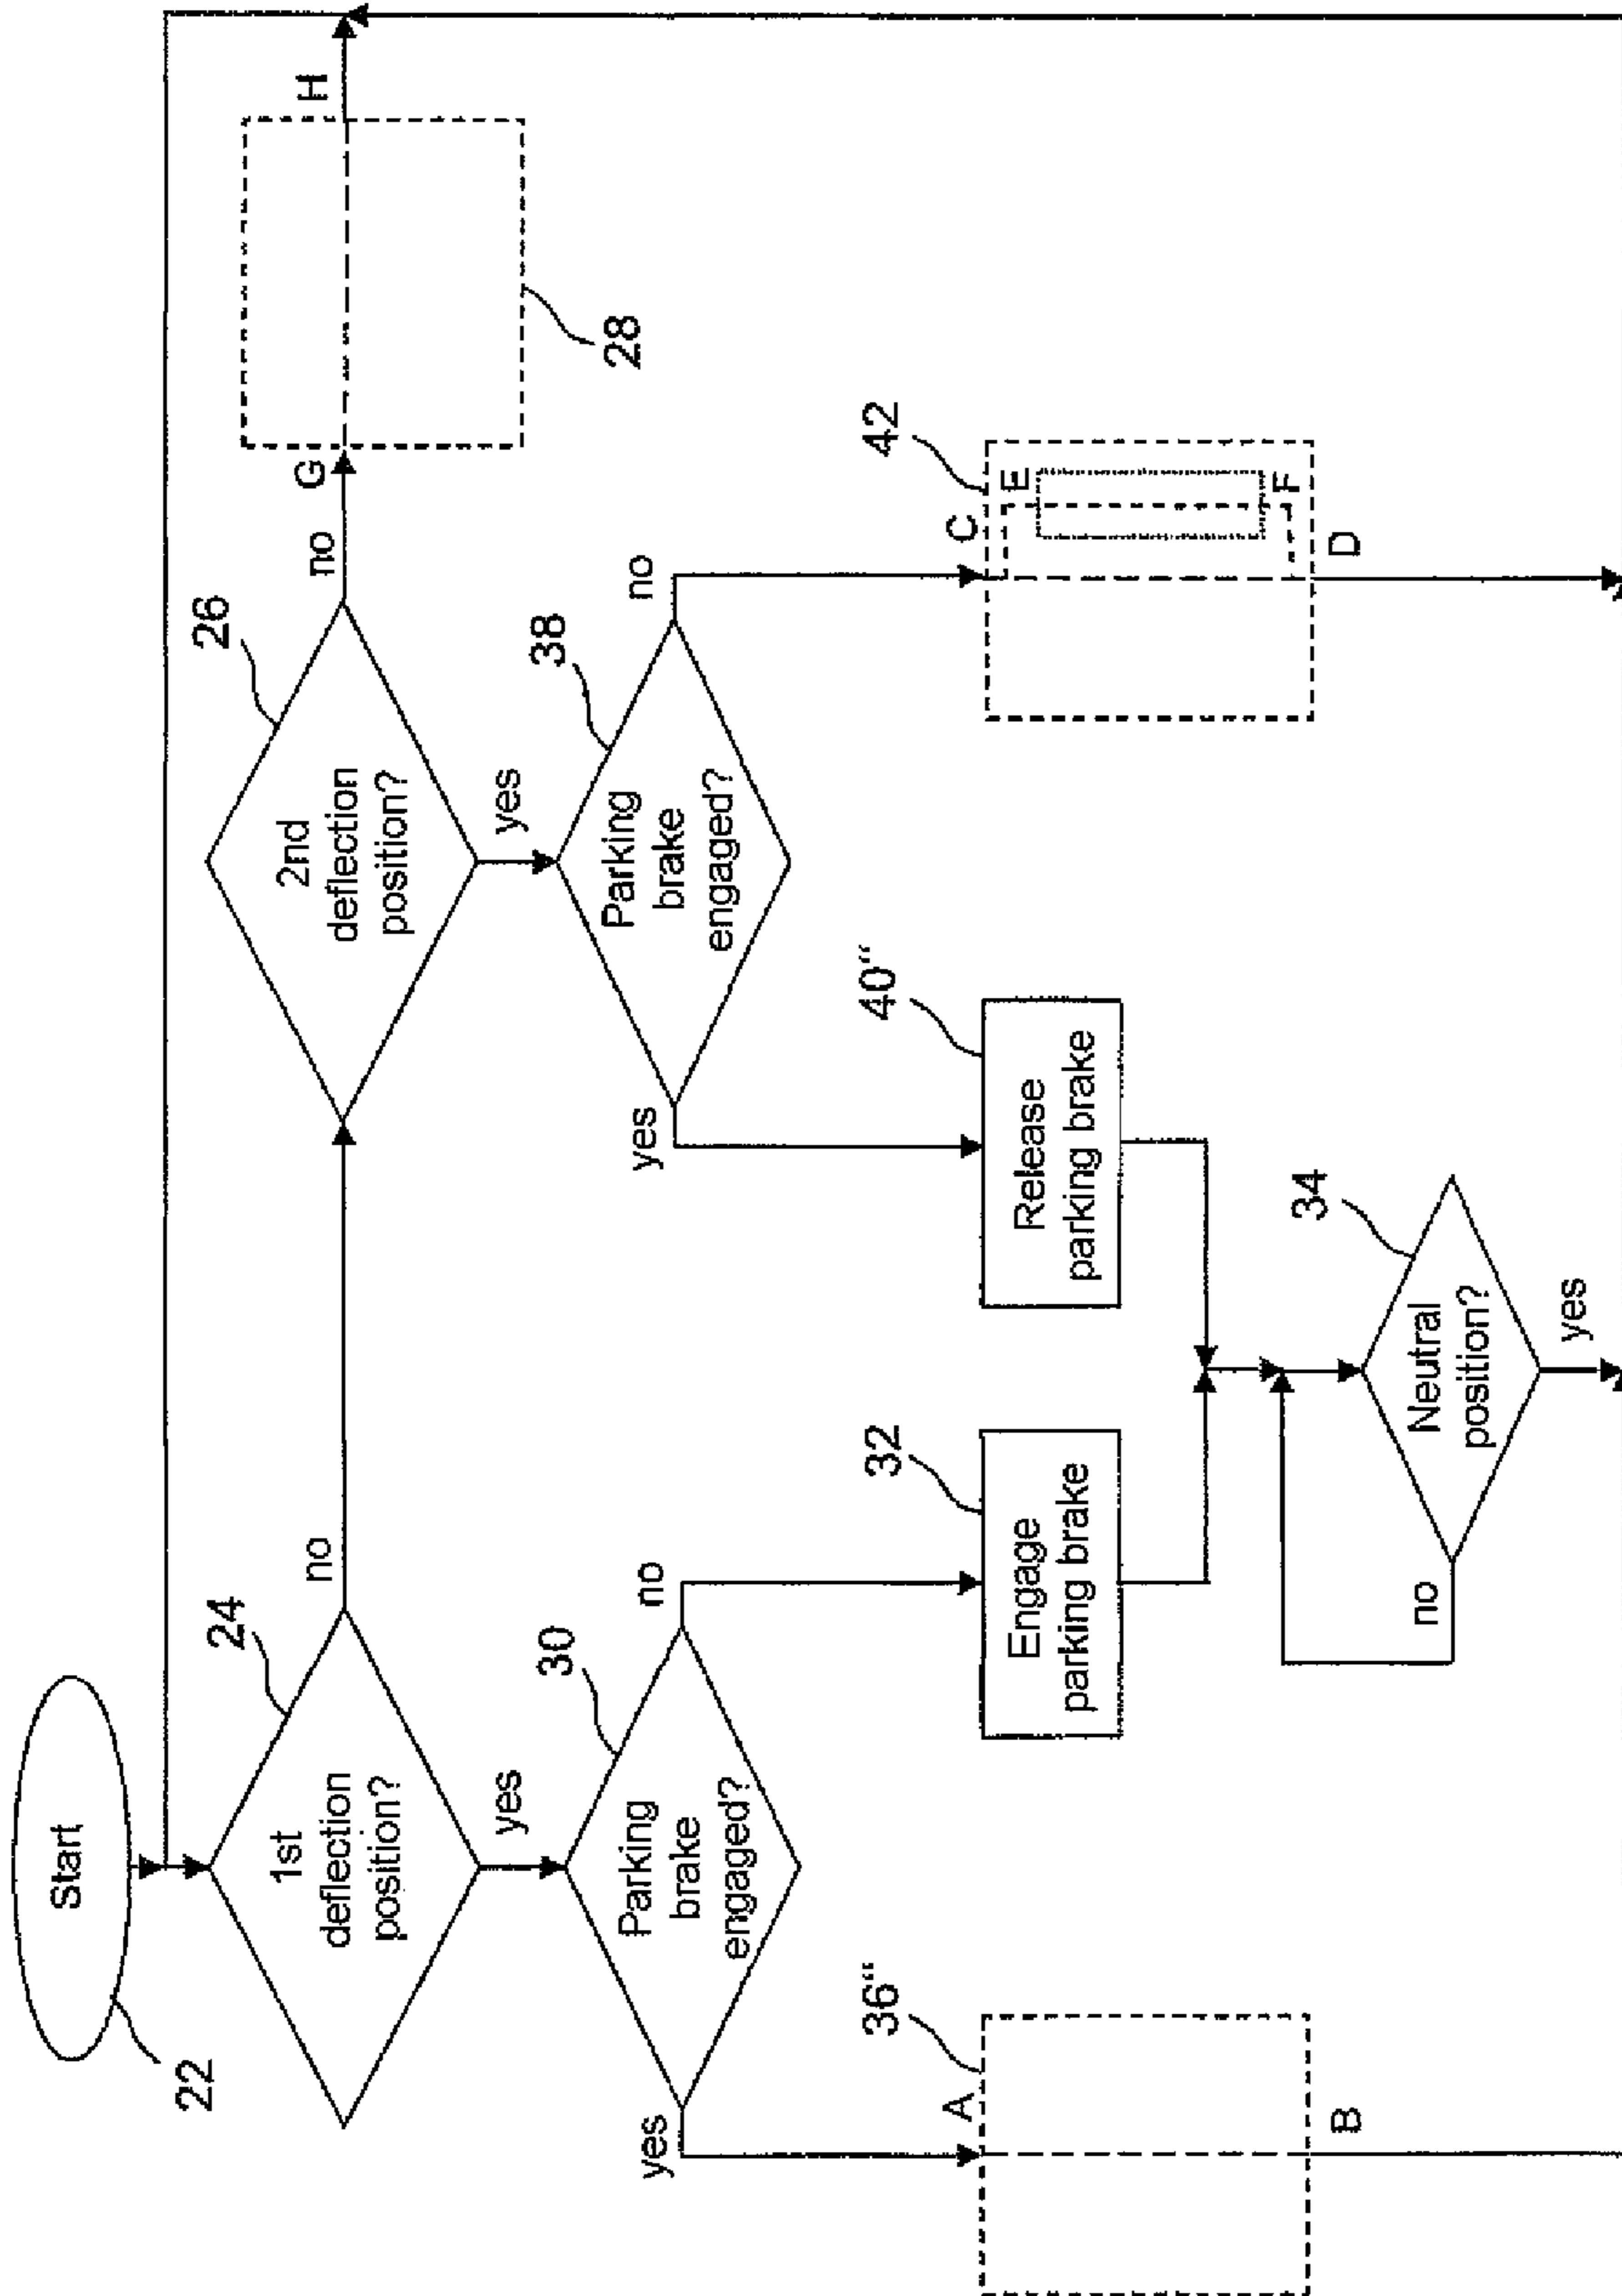 Start
22
1st
deflection
position?
24
no
yes
2nd
deflection
position?
26
no
yes
G
H
28
Parking
brake
engaged?
30
yes
no
Parking
brake
engaged?
38
yes
no
A
36"
B
Engage
parking brake
32
Release
parking brake
40"
C
42
E
F
D
Neutral
position?
34
no
yes